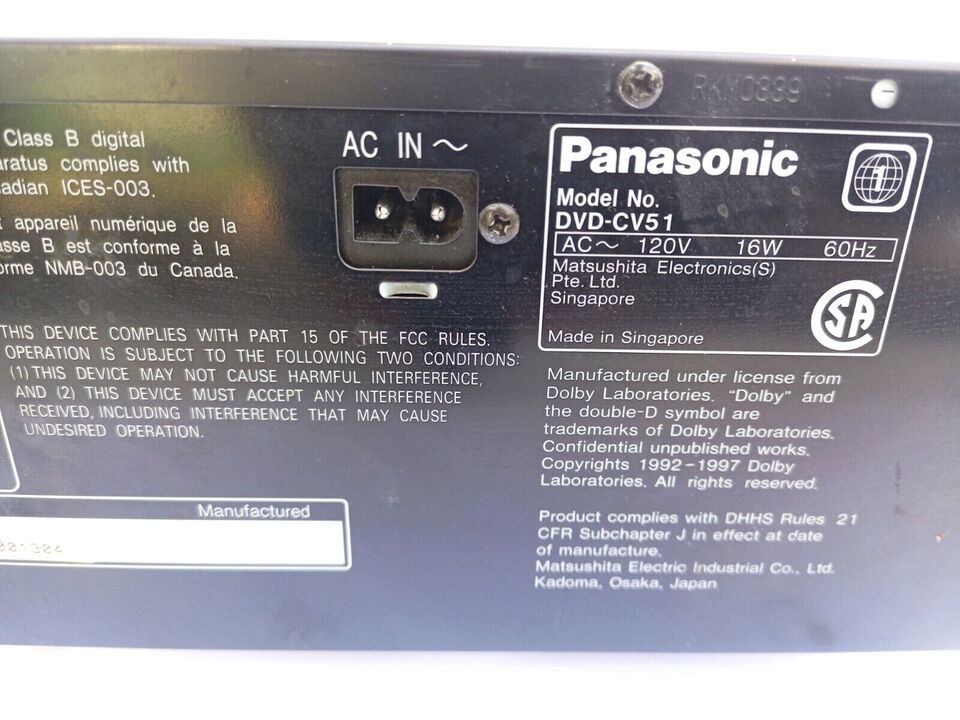 RKM0889
Class B digital
aratus complies with
adian ICES-003.
appareil numérique de la
asse B est conforme à la
orme NMB-003 du Canada.
AC IN ~
Panasonic
1
Model No.
DVD-CV51
AC~ 120V 16W 60Hz
Matsushita Electronics(S)
Pte. Ltd.
Singapore
SA
Made in Singapore
THIS DEVICE COMPLIES WITH PART 15 OF THE FCC RULES.
OPERATION IS SUBJECT TO THE FOLLOWING TWO CONDITIONS:
(1) THIS DEVICE MAY NOT CAUSE HARMFUL INTERFERENCE,
AND (2) THIS DEVICE MUST ACCEPT ANY INTERFERENCE
RECEIVED, INCLUDING INTERFERENCE THAT MAY CAUSE
UNDESIRED OPERATION.
Manufactured
001304
Manufactured under license from
Dolby Laboratories. "Dolby" and
the double-D symbol are
trademarks of Dolby Laboratories.
Confidential unpublished works.
Copyrights 1992-1997 Dolby
Laboratories. All rights reserved.
Product complies with DHHS Rules 21
CFR Subchapter J in effect at date
of manufacture.
Matsushita Electric Industrial Co., Ltd.
Kadoma, Osaka, Japan